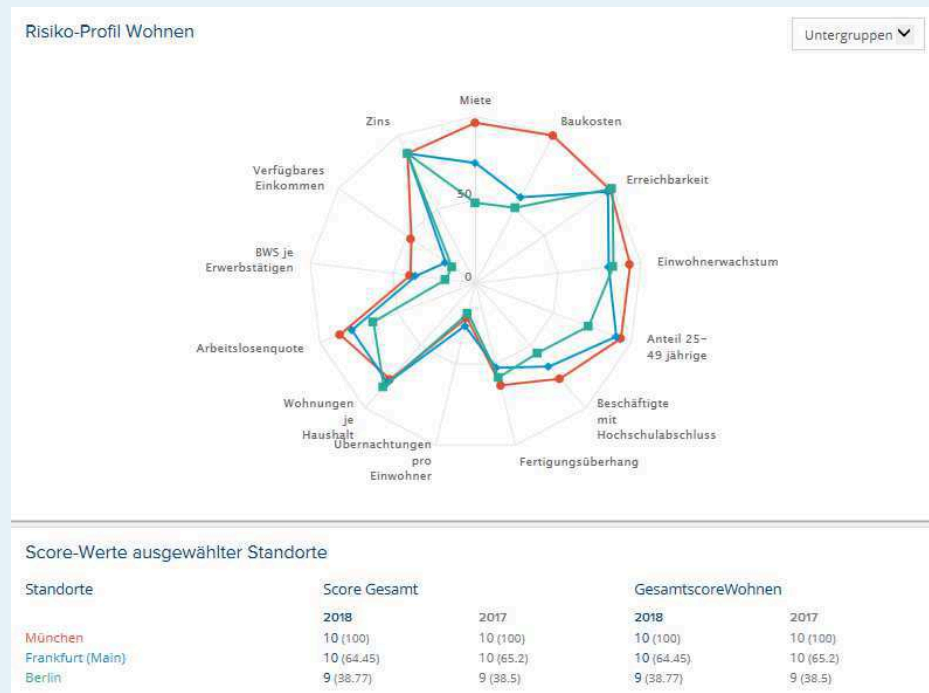 Risiko-Profil Wohnen
Untergruppen
Miete
Zins
Baukosten
Verfügbares
Einkommen
Erreichbarkeit
50
BWS je
Erwerbstätigen
Einwohnerwachstum
0
Arbeitslosenquote
Anteil 25-
49 jährige
Wohnungen
je
Haushalt
Beschäftigte
mit
Hochschulabschluss
Übernachtungen
pro
Einwohner
Fertigungsüberhang
Score-Werte ausgewählter Standorte
Standorte Score Gesamt GesamtscoreWohnen
2018 2017 2018 2017
München 10 (100) 10 (100) 10 (100) 10 (100)
Frankfurt (Main) 10 (64.45) 10 (65.2) 10 (64.45) 10 (65.2)
Berlin 9 (38.77) 9 (38.5) 9 (38.77) 9 (38.5)